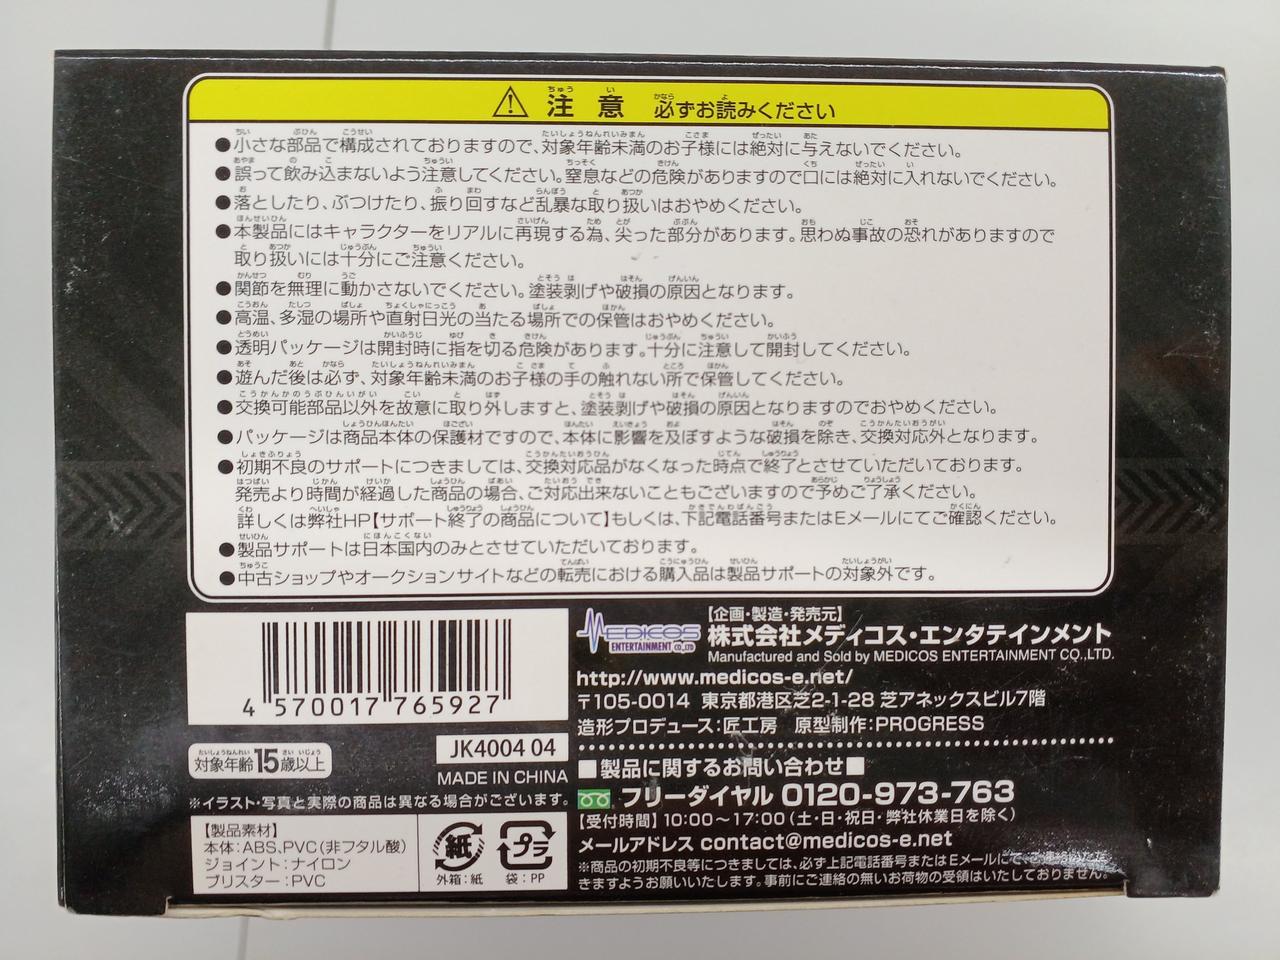 ⚠ 注意 必ずお読みください
●小さな部品で構成されておりますので、対象年齢未満のお子様には絶対に与えないでください。
●誤って飲み込まないよう注意してください。窒息などの危険がありますので口には絶対に入れないでください。
●落としたり、ぶつけたり、振り回すなど乱暴な取り扱いはおやめください。
●本製品にはキャラクターをリアルに再現する為、尖った部分があります。思わぬ事故の恐れがありますので
取り扱いには十分にご注意ください。
●関節を無理に動かさないでください。塗装剥げや破損の原因となります。
●高温、多湿の場所や直射日光の当たる場所での保管はおやめください。
●透明パッケージは開封時に指を切る危険があります。十分に注意して開封してください。
●遊んだ後は必ず、対象年齢未満のお子様の手の触れない所で保管してください。
●交換可能部品以外を故意に取り外しますと、塗装剥げや破損の原因となりますのでおやめください。
●パッケージは商品本体の保護材ですので、本体に影響を及ぼすような破損を除き、交換対応外となります。
●初期不良のサポートにつきましては、交換対応品がなくなった時点で終了とさせていただいております。
発売より時間が経過した商品の場合、ご対応出来ないこともございますので予めご了承ください。
詳しくは弊社HP【サポート終了の商品について】もしくは、下記電話番号またはEメールにてご確認ください。
●製品サポートは日本国内のみとさせていただいております。
●中古ショップやオークションサイトなどの転売における購入品は製品サポートの対象外です。
4 570017 765927
対象年齢15歳以上
JK4004 04
MADE IN CHINA
※イラスト・写真と実際の商品は異なる場合がございます。
【製品素材】
本体:ABS、PVC(非フタル酸)
ジョイント:ナイロン
ブリスター:PVC
紙
外箱:紙
プラ
袋:PP
MEDICOS
ENTERTAINMENT CO.,LTD
【企画・製造・発売元】
株式会社メディコス・エンタテインメント
Manufactured and Sold by MEDICOS ENTERTAINMENT CO.,LTD.
http://www.medicos-e.net/
〒105-0014 東京都港区芝2-1-28 芝アネックスビル7階
造形プロデュース:匠工房 原型制作:PROGRESS
■製品に関するお問い合わせ■
フリーダイヤル 0120-973-763
【受付時間】10:00～17:00(土・日・祝日・弊社休業日を除く)
メールアドレス contact@medicos-e.net
※商品の初期不良等につきましては、必ず上記電話番号またはEメールにて、ご連絡いただ
きますようお願いいたします。事前にご連絡の無いお荷物の受領はいたしておりません。